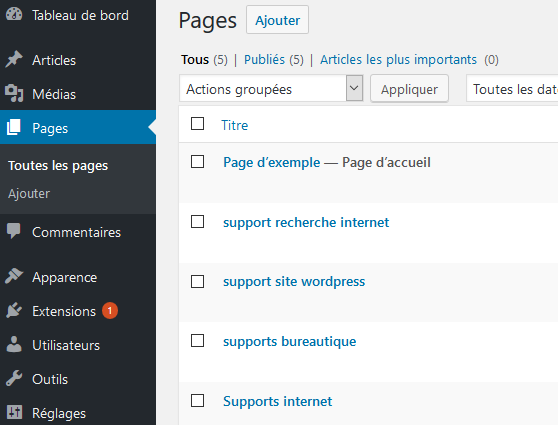 Tableau de bord
Articles
Médias
Pages
Toutes les pages
Ajouter
Commentaires
Apparence
Extensions 1
Utilisateurs
Outils
Réglages
Pages Ajouter
Tous (5) | Publiés (5) | Articles les plus importants (0)
Actions groupées Appliquer Toutes les dat
Titre
Page d’exemple — Page d’accueil
support recherche internet
support site wordpress
supports bureautique
Supports internet